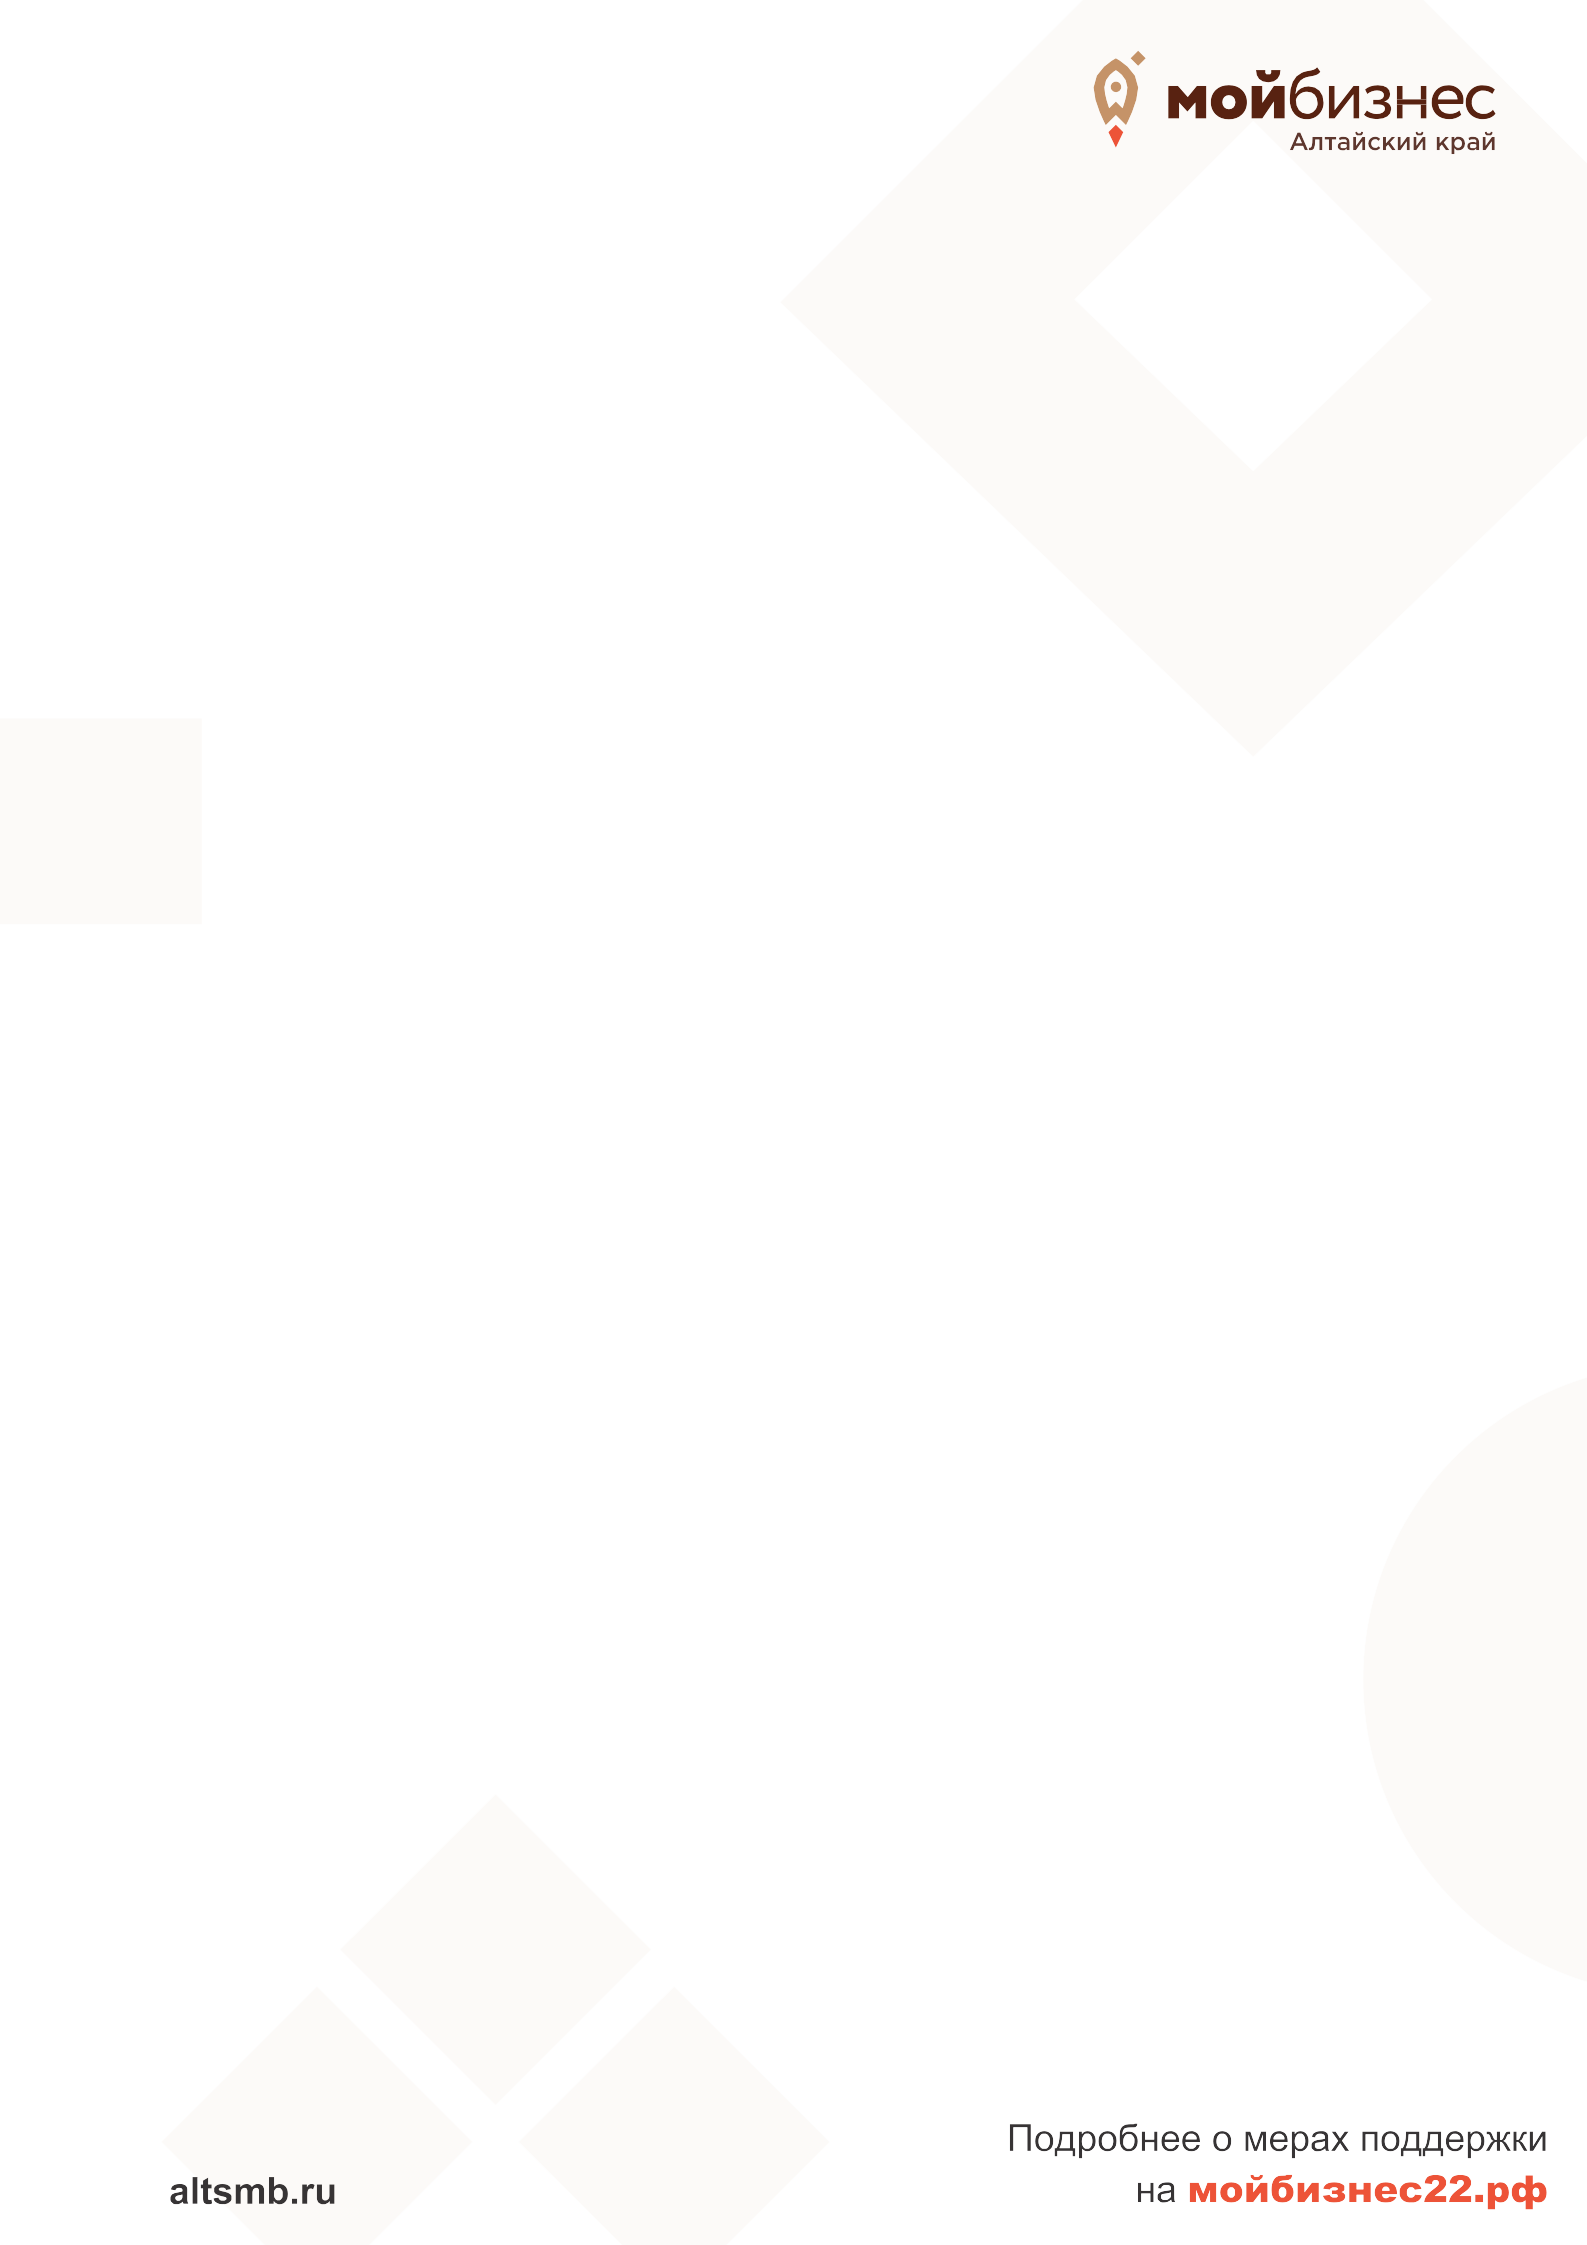 мойбизнес
Алтайский край
Подробнее о мерах поддержки
на мойбизнес22.рф
altsmb.ru